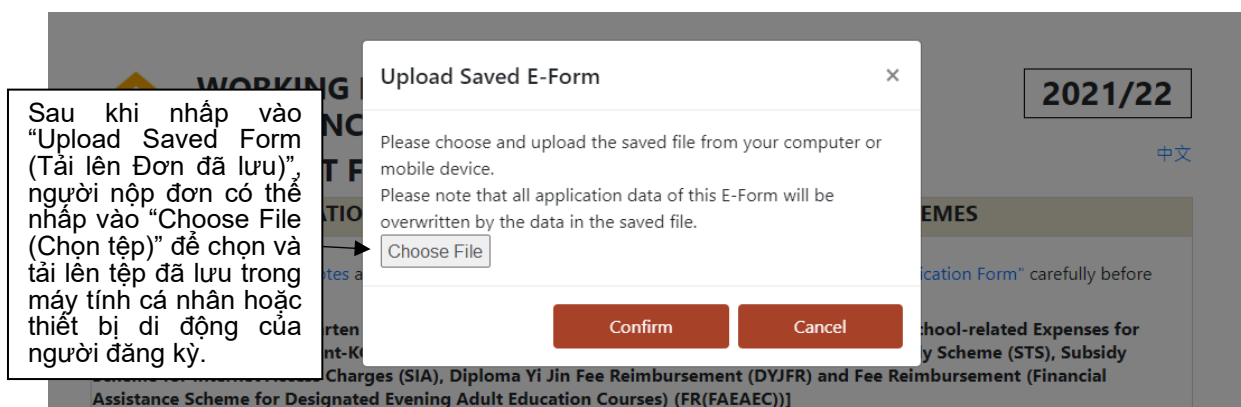 WORKING
2021/22
NC
中文
T F
ATIO
EMES
otes a
ication Form" carefully before
rten
chool-related Expenses for
nt-K
y Scheme (STS), Subsidy
Charges (SIA), Diploma Yi Jin Fee Reimbursement (DYJFR) and Fee Reimbursement (Financial
Assistance Scheme for Designated Evening Adult Education Courses) (FR(FAEAEC))]
Sau khi nhấp vào
“Upload Saved Form
(Tải lên Đơn đã lưu)”,
người nộp đơn có thể
nhấp vào “Choose File
(Chọn tệp)” để chọn và
tải lên tệp đã lưu trong
máy tính cá nhân hoặc
thiết bị di động của
người đăng kỳ.
Upload Saved E-Form
×
Please choose and upload the saved file from your computer or
mobile device.
Please note that all application data of this E-Form will be
overwritten by the data in the saved file.
Choose File
Confirm
Cancel